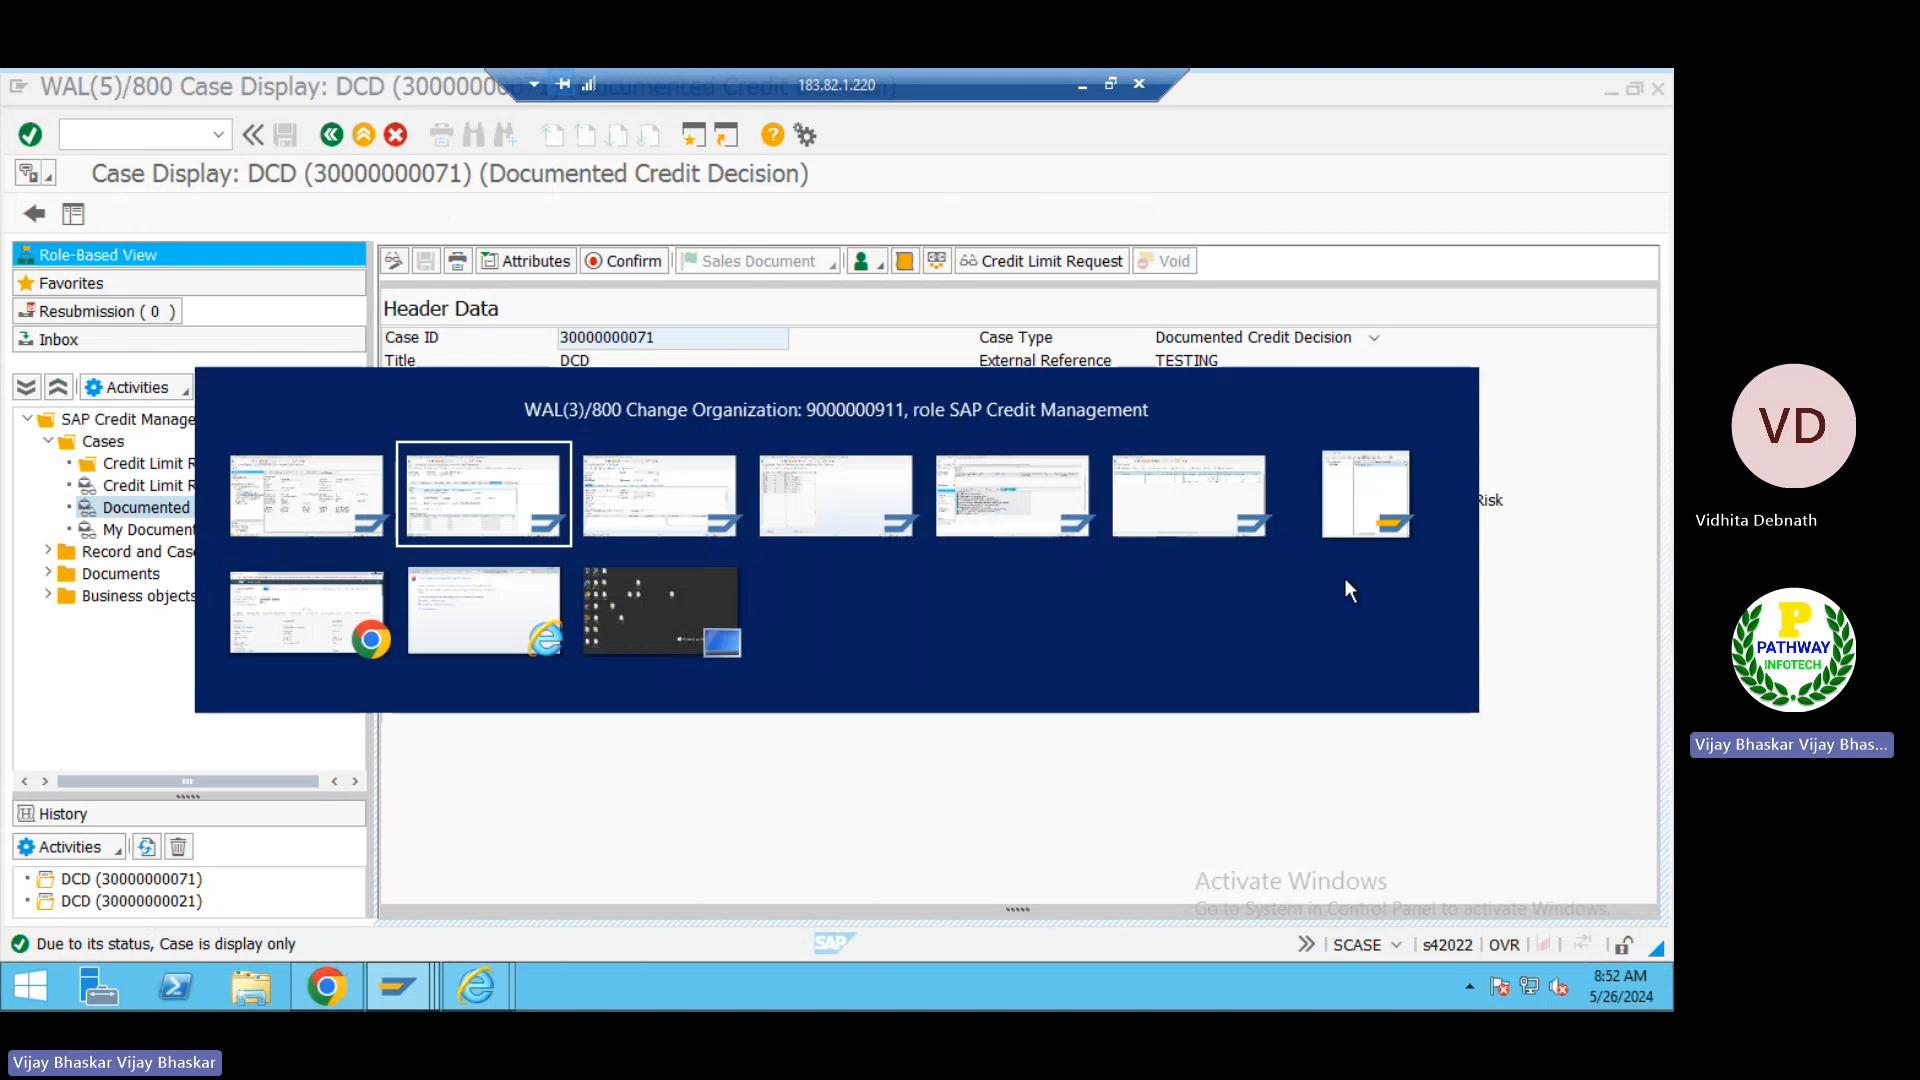 WAL(5)/800 Case Display: DCD (3000000071) (Documented Credit Decision)
183.82.1.220
Case Display: DCD (30000000071) (Documented Credit Decision)
Role-Based View
Favorites
Resubmission ( 0 )
Inbox
Activities
SAP Credit Manage
Cases
Credit Limit R
Credit Limit R
Documented
My Document
Record and Cas
Documents
Business objects
Attributes
Confirm
Sales Document
Credit Limit Request
Void
Header Data
Case ID
30000000071
Case Type
Documented Credit Decision
Title
DCD
External Reference
TESTING
Risk
WAL(3)/800 Change Organization: 9000000911, role SAP Credit Management
History
Activities
DCD (30000000071)
DCD (30000000021)
Activate Windows
Go to System in Control Panel to activate Windows.
Due to its status, Case is display only
SAP
SCASE
s42022
OVR
8:52 AM
5/26/2024
VD
Vidhita Debnath
P
PATHWAY
INFOTECH
Vijay Bhaskar Vijay Bhas...
Vijay Bhaskar Vijay Bhaskar